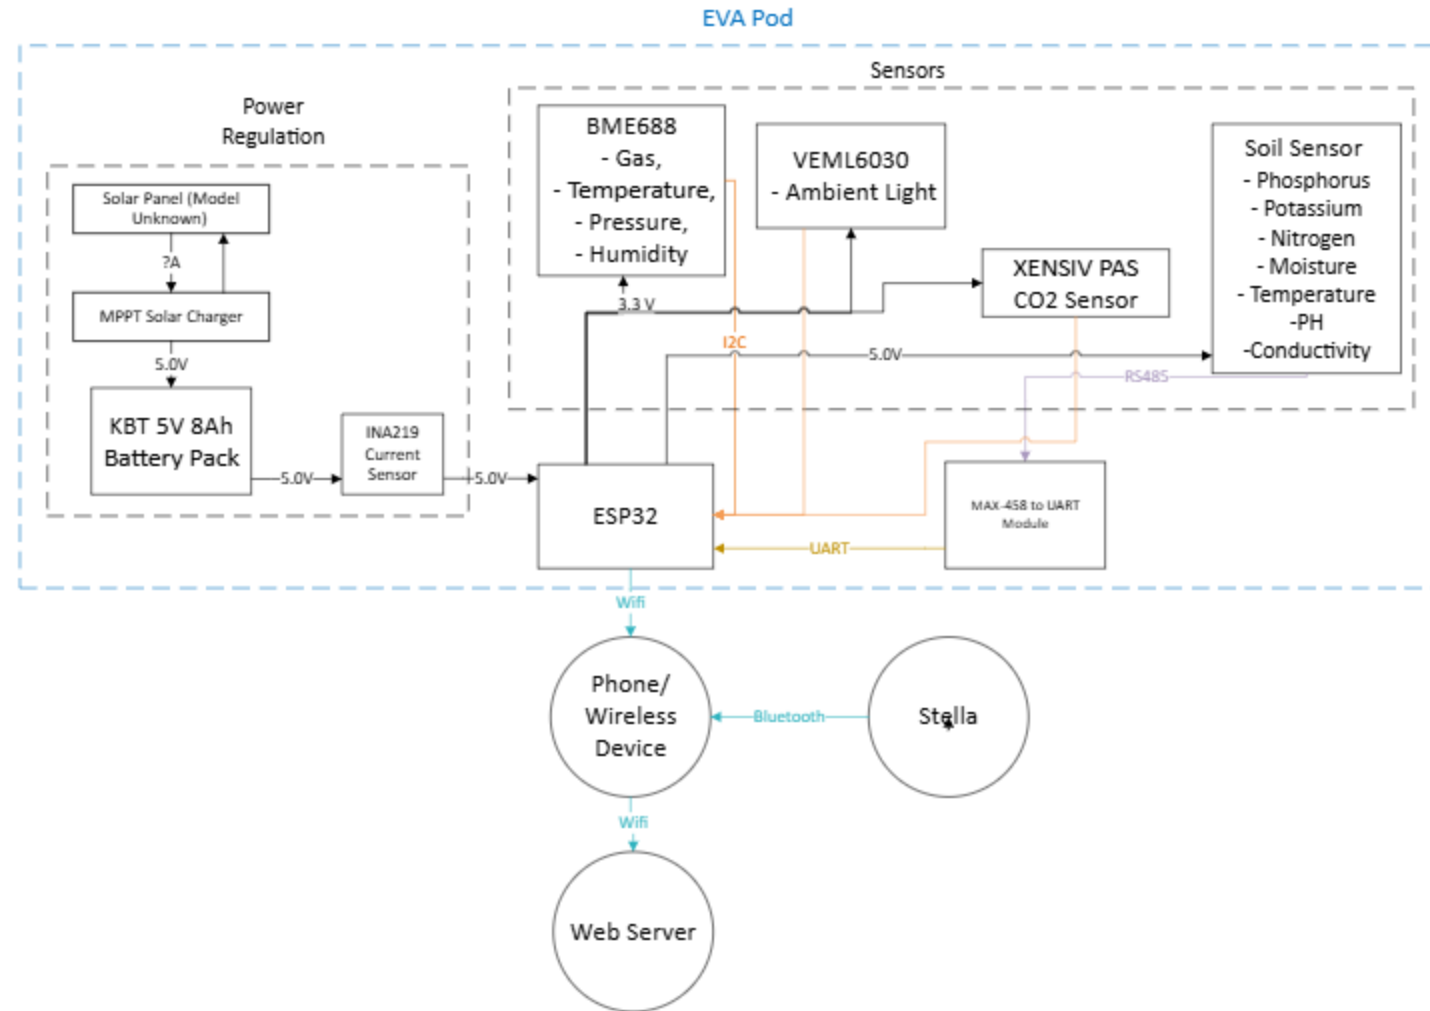 EVA Pod
Sensors
Power
Regulation
Solar Panel (Model
Unknown)
?A
MPPT Solar Charger
5.0V
KBT 5V 8Ah
Battery Pack
5.0V
INA219
Current
Sensor
5.0V
BME688
- Gas,
- Temperature,
- Pressure,
- Humidity
VEML6030
- Ambient Light
XENSIV PAS
CO2 Sensor
Soil Sensor
- Phosphorus
- Potassium
- Nitrogen
- Moisture
- Temperature
-PH
-Conductivity
3.3 V
I2C
5.0V
RS485
ESP32
MAX-458 to UART
Module
UART
Wifi
Phone/
Wireless
Device
Bluetooth
Stella
Wifi
Web Server